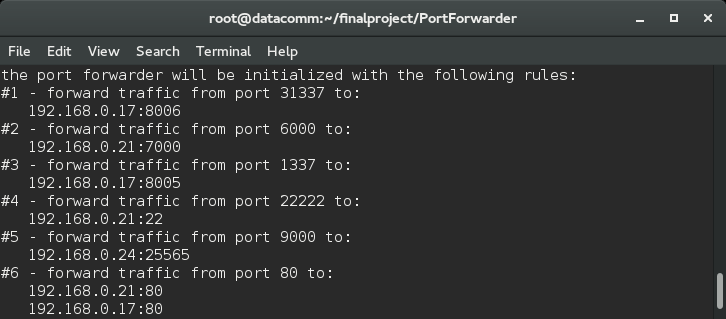 root@datacomm:~/finalproject/PortForwarder
File Edit View Search Terminal Help
the port forwarder will be initialized with the following rules:
#1 - forward traffic from port 31337 to:
192.168.0.17:8006
#2 - forward traffic from port 6000 to:
192.168.0.21:7000
#3 - forward traffic from port 1337 to:
192.168.0.17:8005
#4 - forward traffic from port 22222 to:
192.168.0.21:22
#5 - forward traffic from port 9000 to:
192.168.0.24:25565
#6 - forward traffic from port 80 to:
192.168.0.21:80
192.168.0.17:80